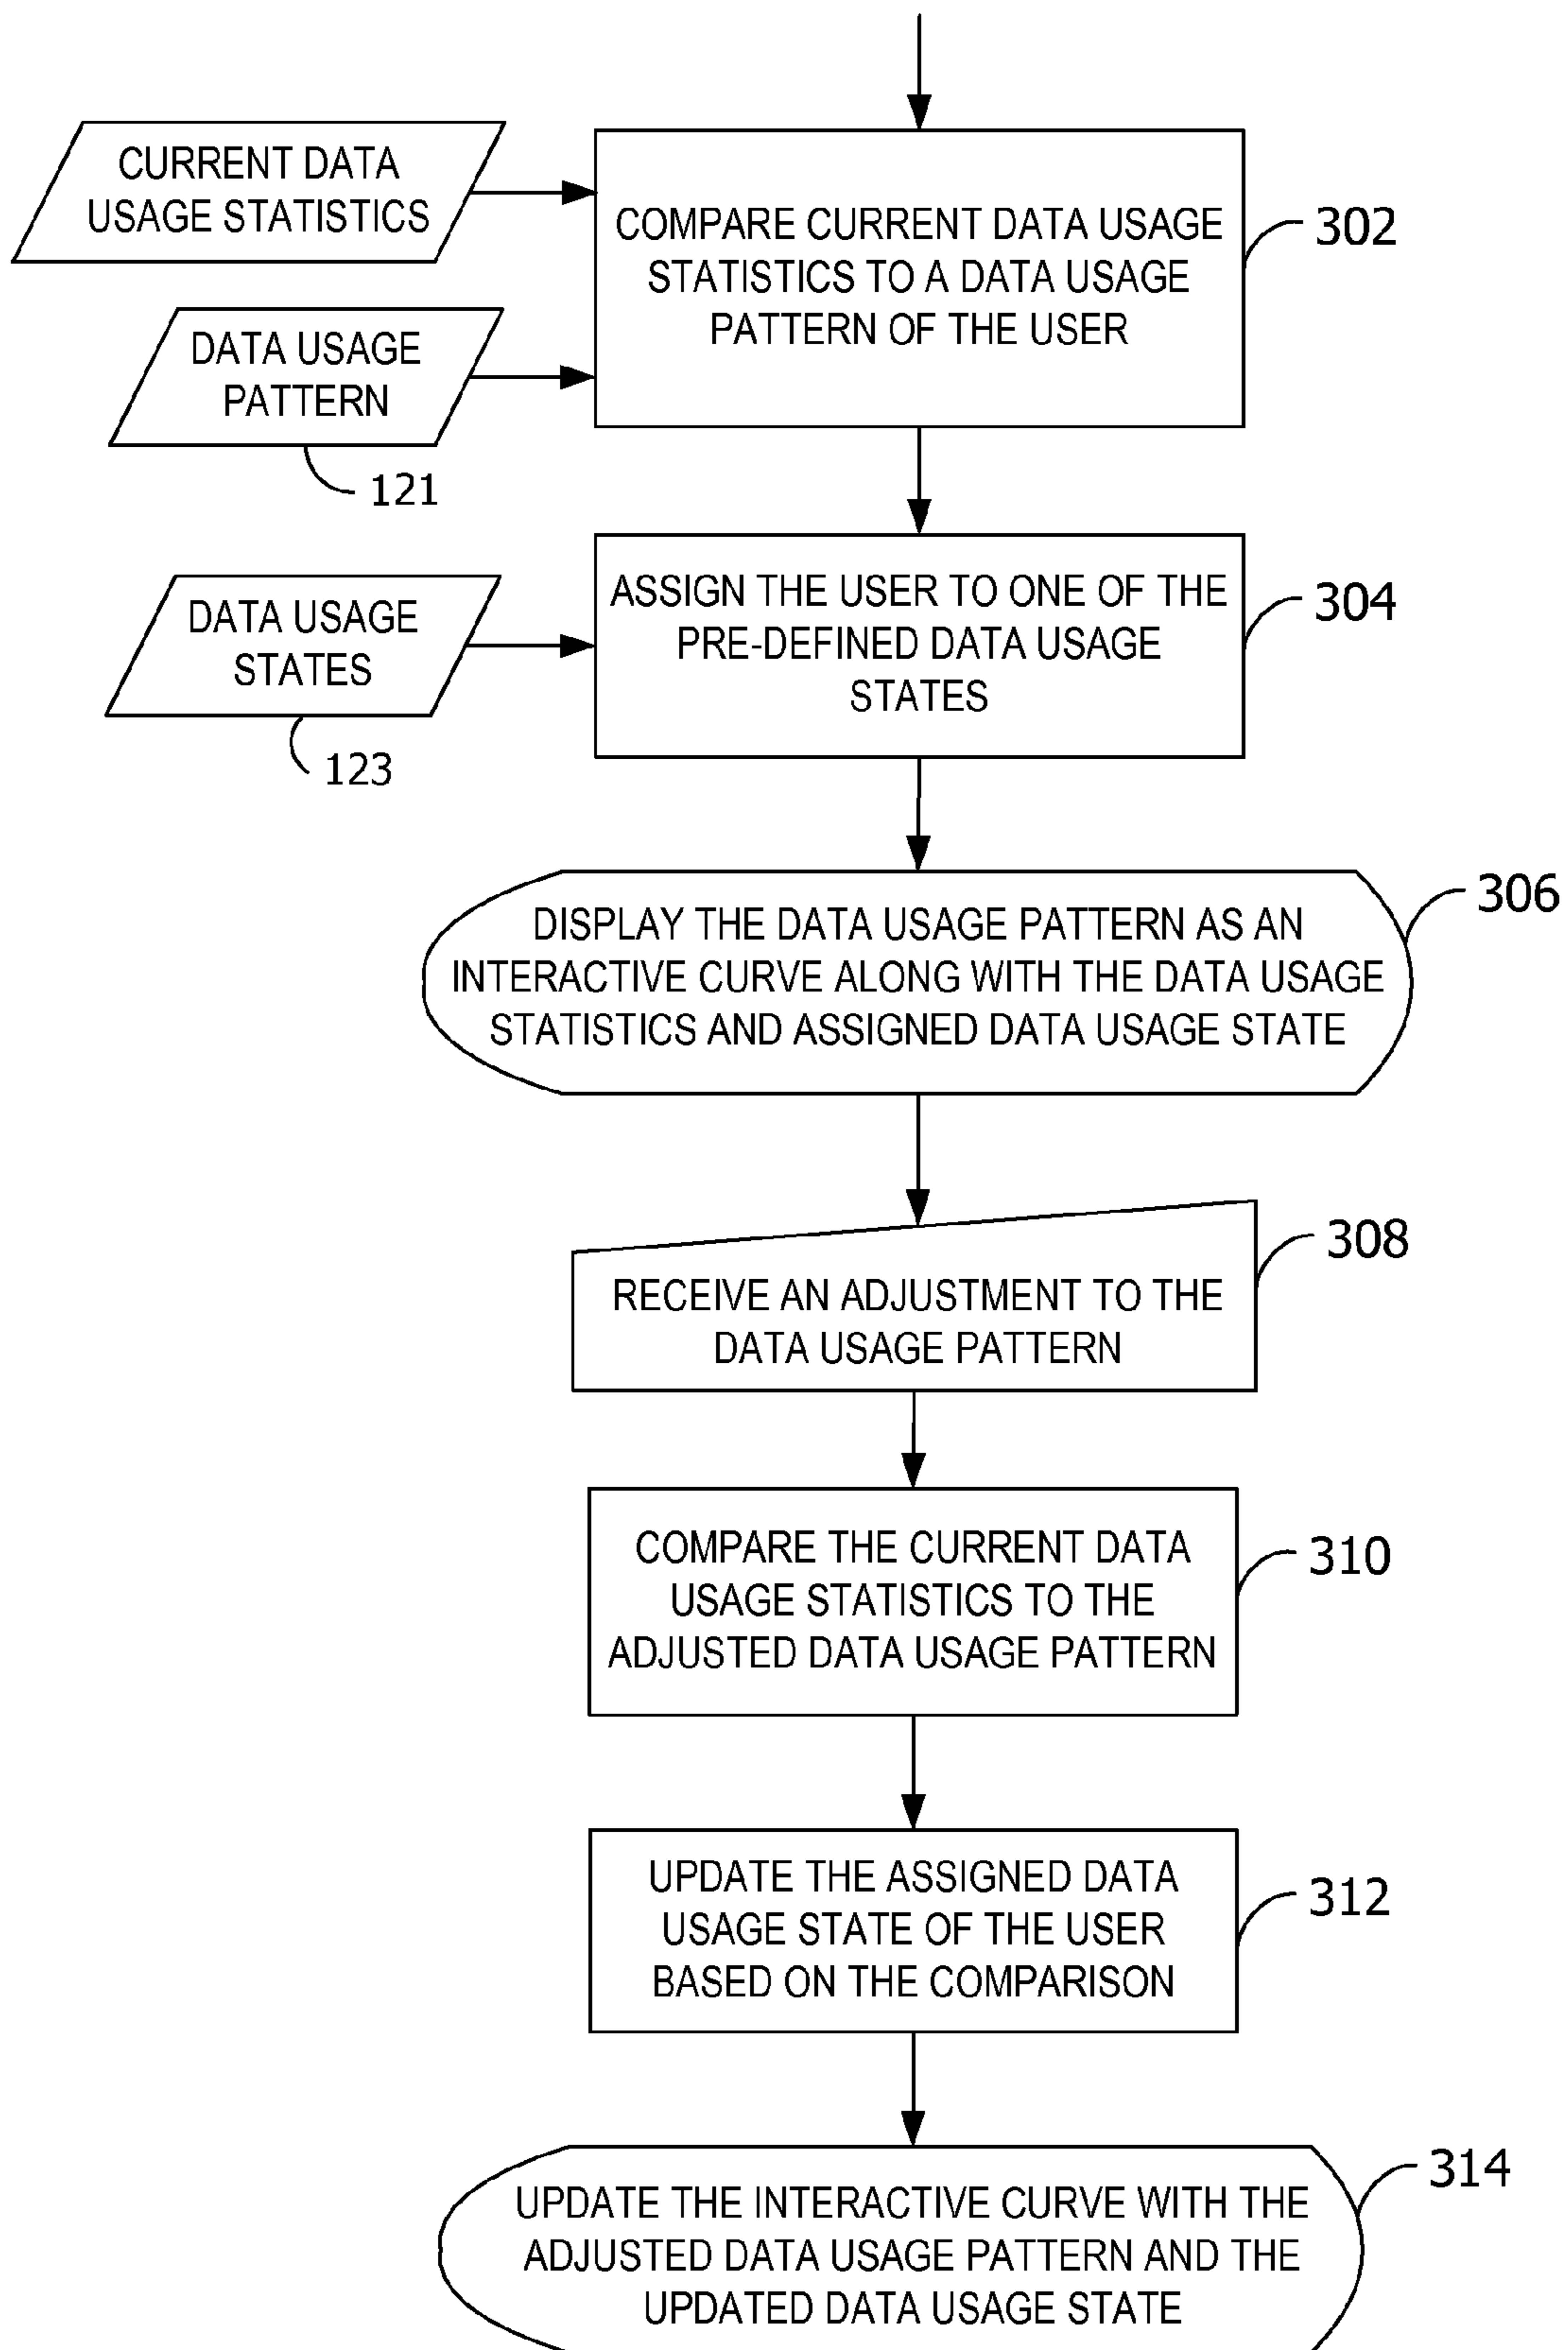 CURRENT DATA
USAGE STATISTICS
COMPARE CURRENT DATA USAGE
STATISTICS TO A DATA USAGE
PATTERN OF THE USER
302
DATA USAGE
PATTERN
121
ASSIGN THE USER TO ONE OF THE
PRE-DEFINED DATA USAGE
STATES
304
DATA USAGE
STATES
123
DISPLAY THE DATA USAGE PATTERN AS AN
INTERACTIVE CURVE ALONG WITH THE DATA USAGE
STATISTICS AND ASSIGNED DATA USAGE STATE
306
RECEIVE AN ADJUSTMENT TO THE
DATA USAGE PATTERN
308
COMPARE THE CURRENT DATA
USAGE STATISTICS TO THE
ADJUSTED DATA USAGE PATTERN
310
UPDATE THE ASSIGNED DATA
USAGE STATE OF THE USER
BASED ON THE COMPARISON
312
UPDATE THE INTERACTIVE CURVE WITH THE
ADJUSTED DATA USAGE PATTERN AND THE
UPDATED DATA USAGE STATE
314